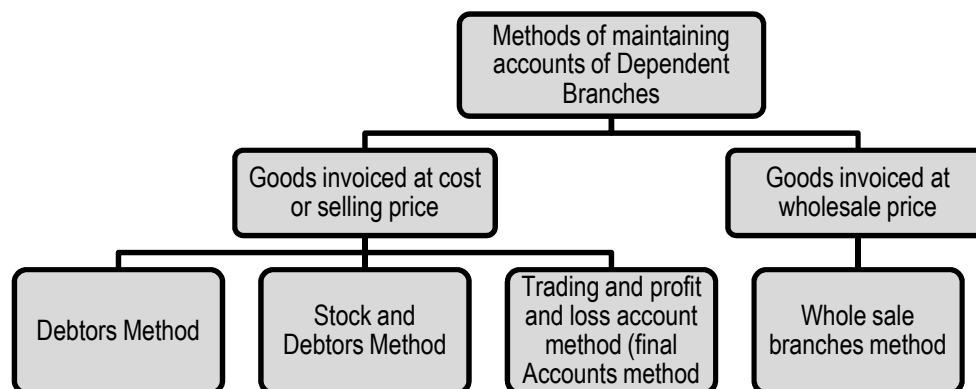 Methods of maintaining
accounts of Dependent
Branches
Goods invoiced at cost
or selling price
Goods invoiced at
wholesale price
Debtors Method
Stock and
Debtors Method
Trading and profit
and loss account
method (final
Accounts method
Whole sale
branches method